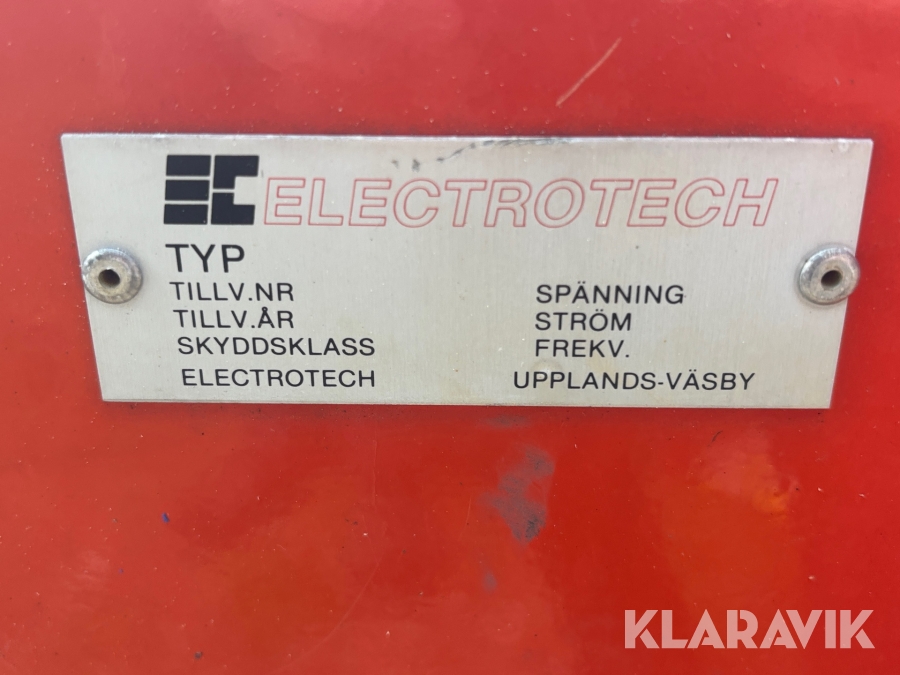 ELECTROTECH
TYP
TILLV.NR SPÄNNING
TILLV.ÅR STRÖM
SKYDDSKLASS FREKV.
ELECTROTECH UPPLANDS-VÄSBY
KLARAVIK